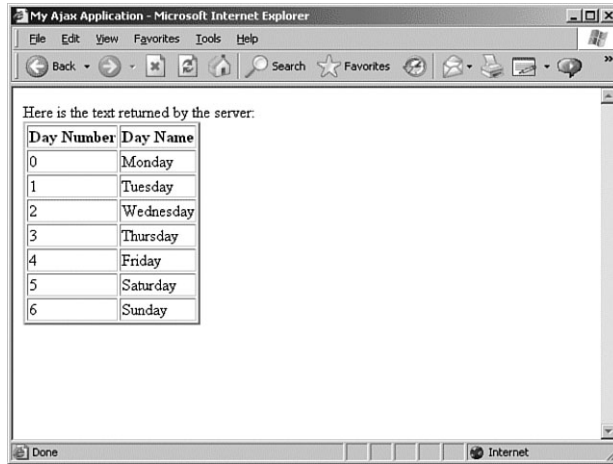 My Ajax Application - Microsoft Internet Explorer
File Edit View Favorites Tools Help
Back Search Favorites
Here is the text returned by the server:
Day Number Day Name
0 Monday
1 Tuesday
2 Wednesday
3 Thursday
4 Friday
5 Saturday
6 Sunday
Done Internet